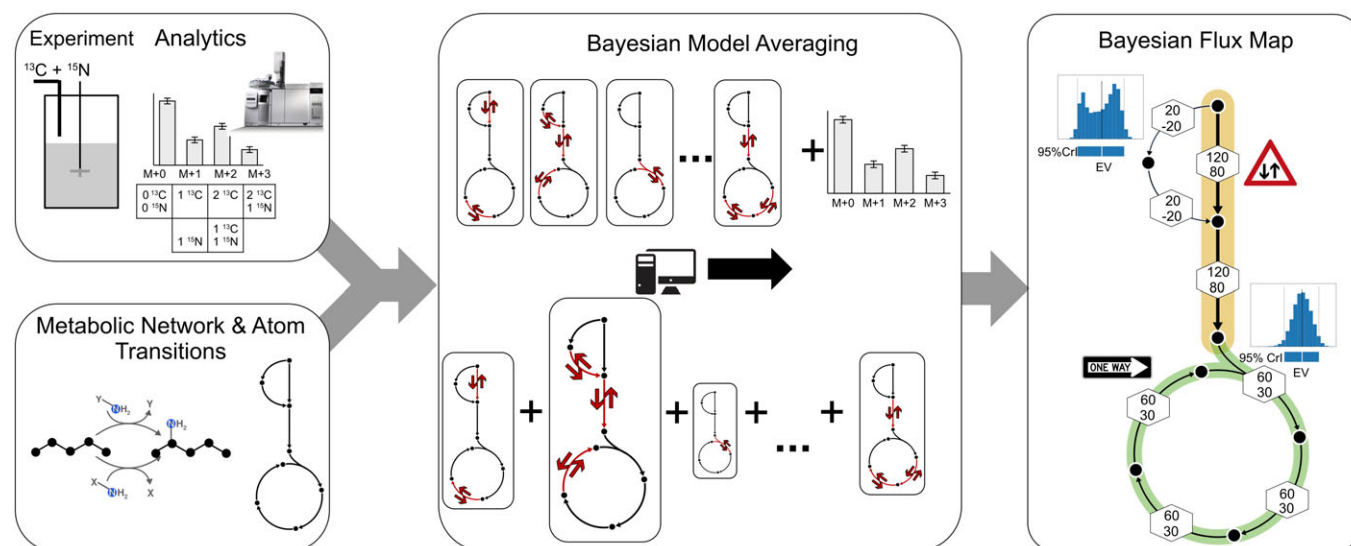 Experiment
Analytics
¹³C + ¹⁵N
M+0 M+1 M+2 M+3
0 ¹³C 1 ¹³C 2 ¹³C 2 ¹³C
0 ¹⁵N 1 ¹⁵N
1 ¹³C
1 ¹⁵N 1 ¹⁵N
Metabolic Network & Atom
Transitions
Y NH₂ Y
NH₂
X NH₂ X
Bayesian Model Averaging
...
+
M+0 M+1 M+2 M+3
+ + + ... +
Bayesian Flux Map
20
-20
95%CrI
EV
120
80
20
-20
120
80
95% CrI
EV
ONE WAY
60
30
60
30
60
30
60
30